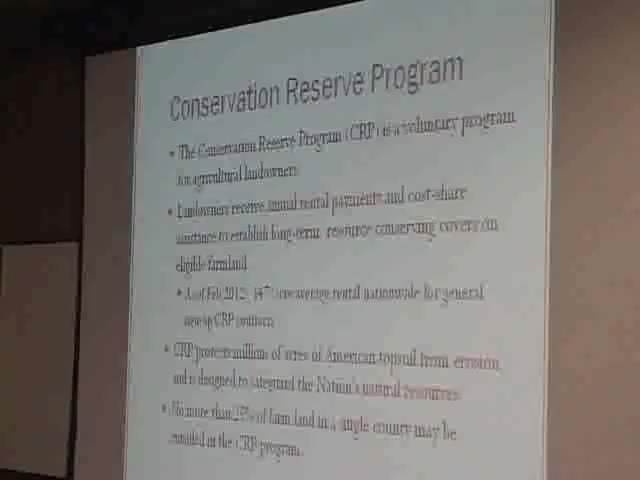 Conservation Reserve Program
• The Conservation Reserve Program (CRP) is a voluntary program
for agricultural landowners
• Landowners receive annual rental payments and cost-share
assistance to establish long-term, resource conserving covers on
eligible farmland
• As of Feb 2012, average rental nationwide for general
sign-up CRP contracts
• CRP protects millions of acres of American topsoil from erosion
and is designed to safeguard the Nation's natural resources
• No more than 25% of farm land in a single county may be
enrolled in the CRP program.